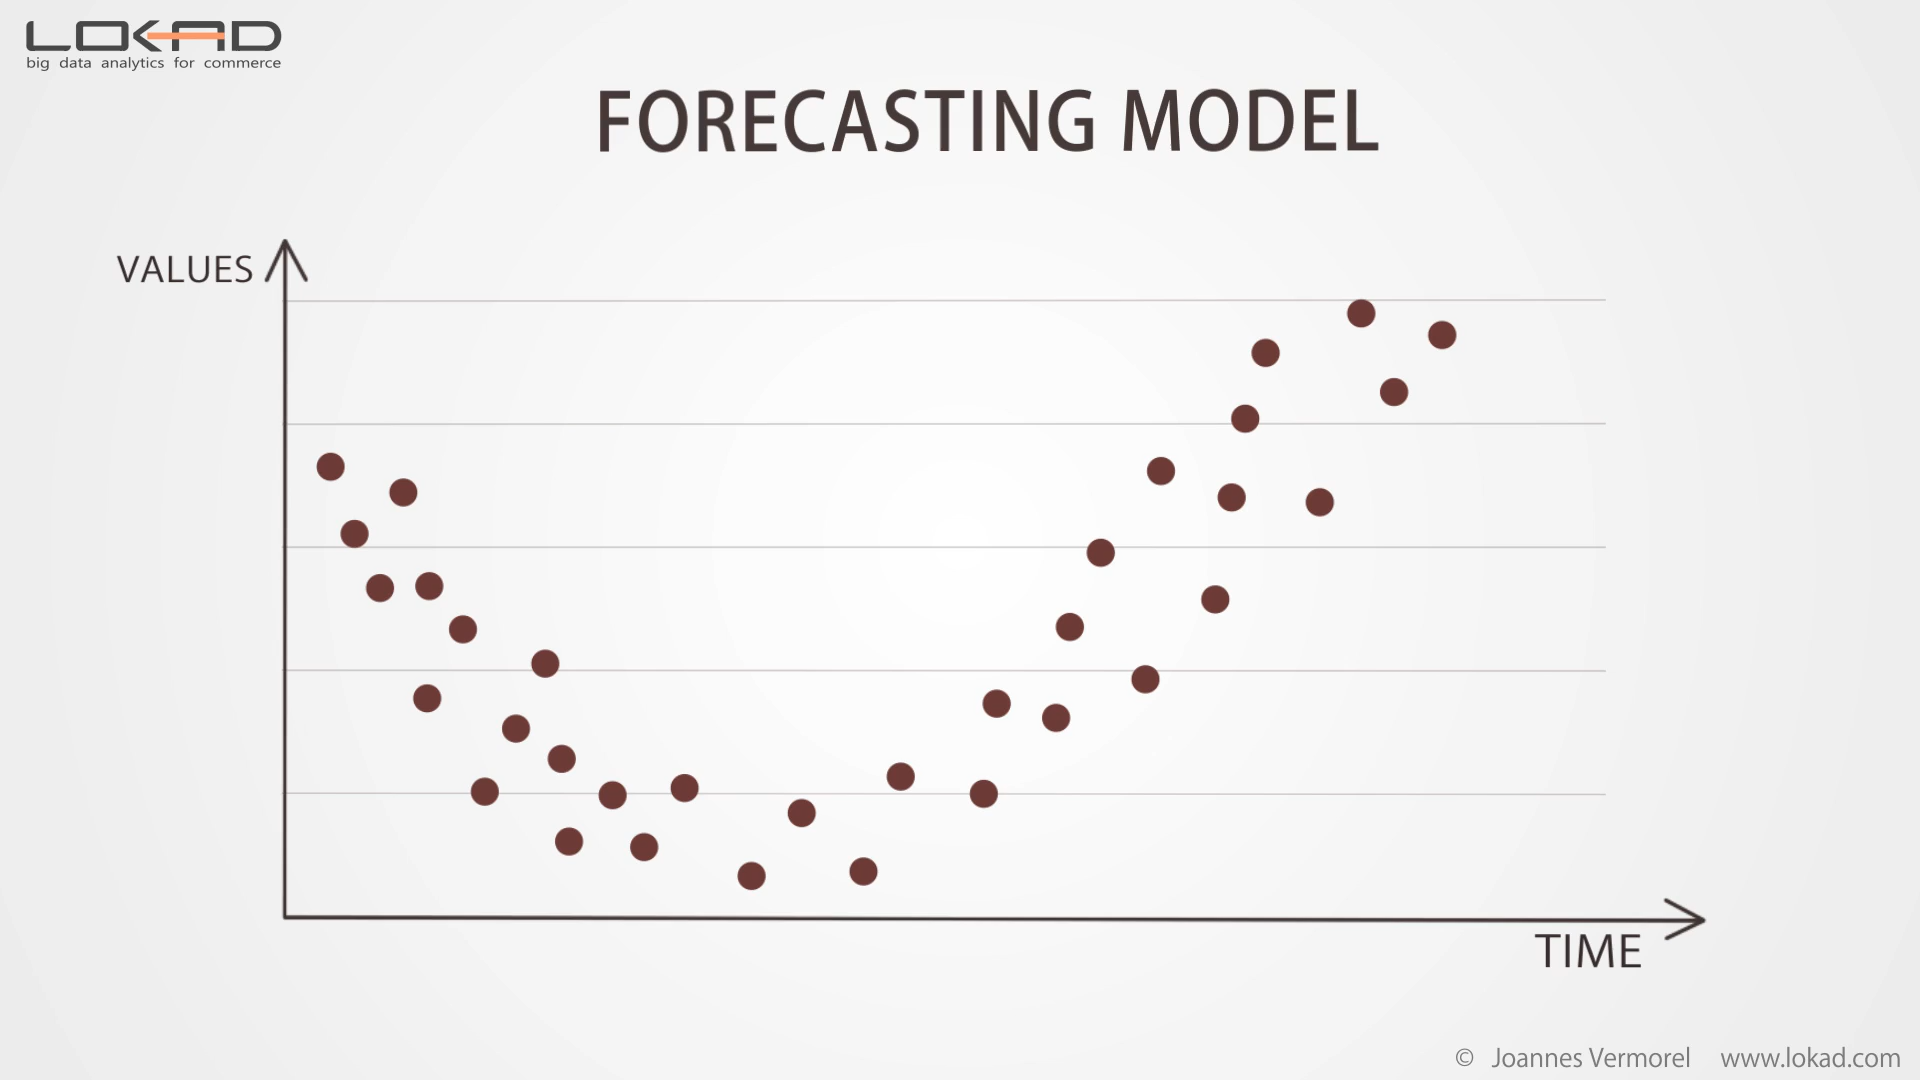 LOKAD
big data analytics for commerce
FORECASTING MODEL
VALUES
TIME
© Joannes Vermorel www.lokad.com